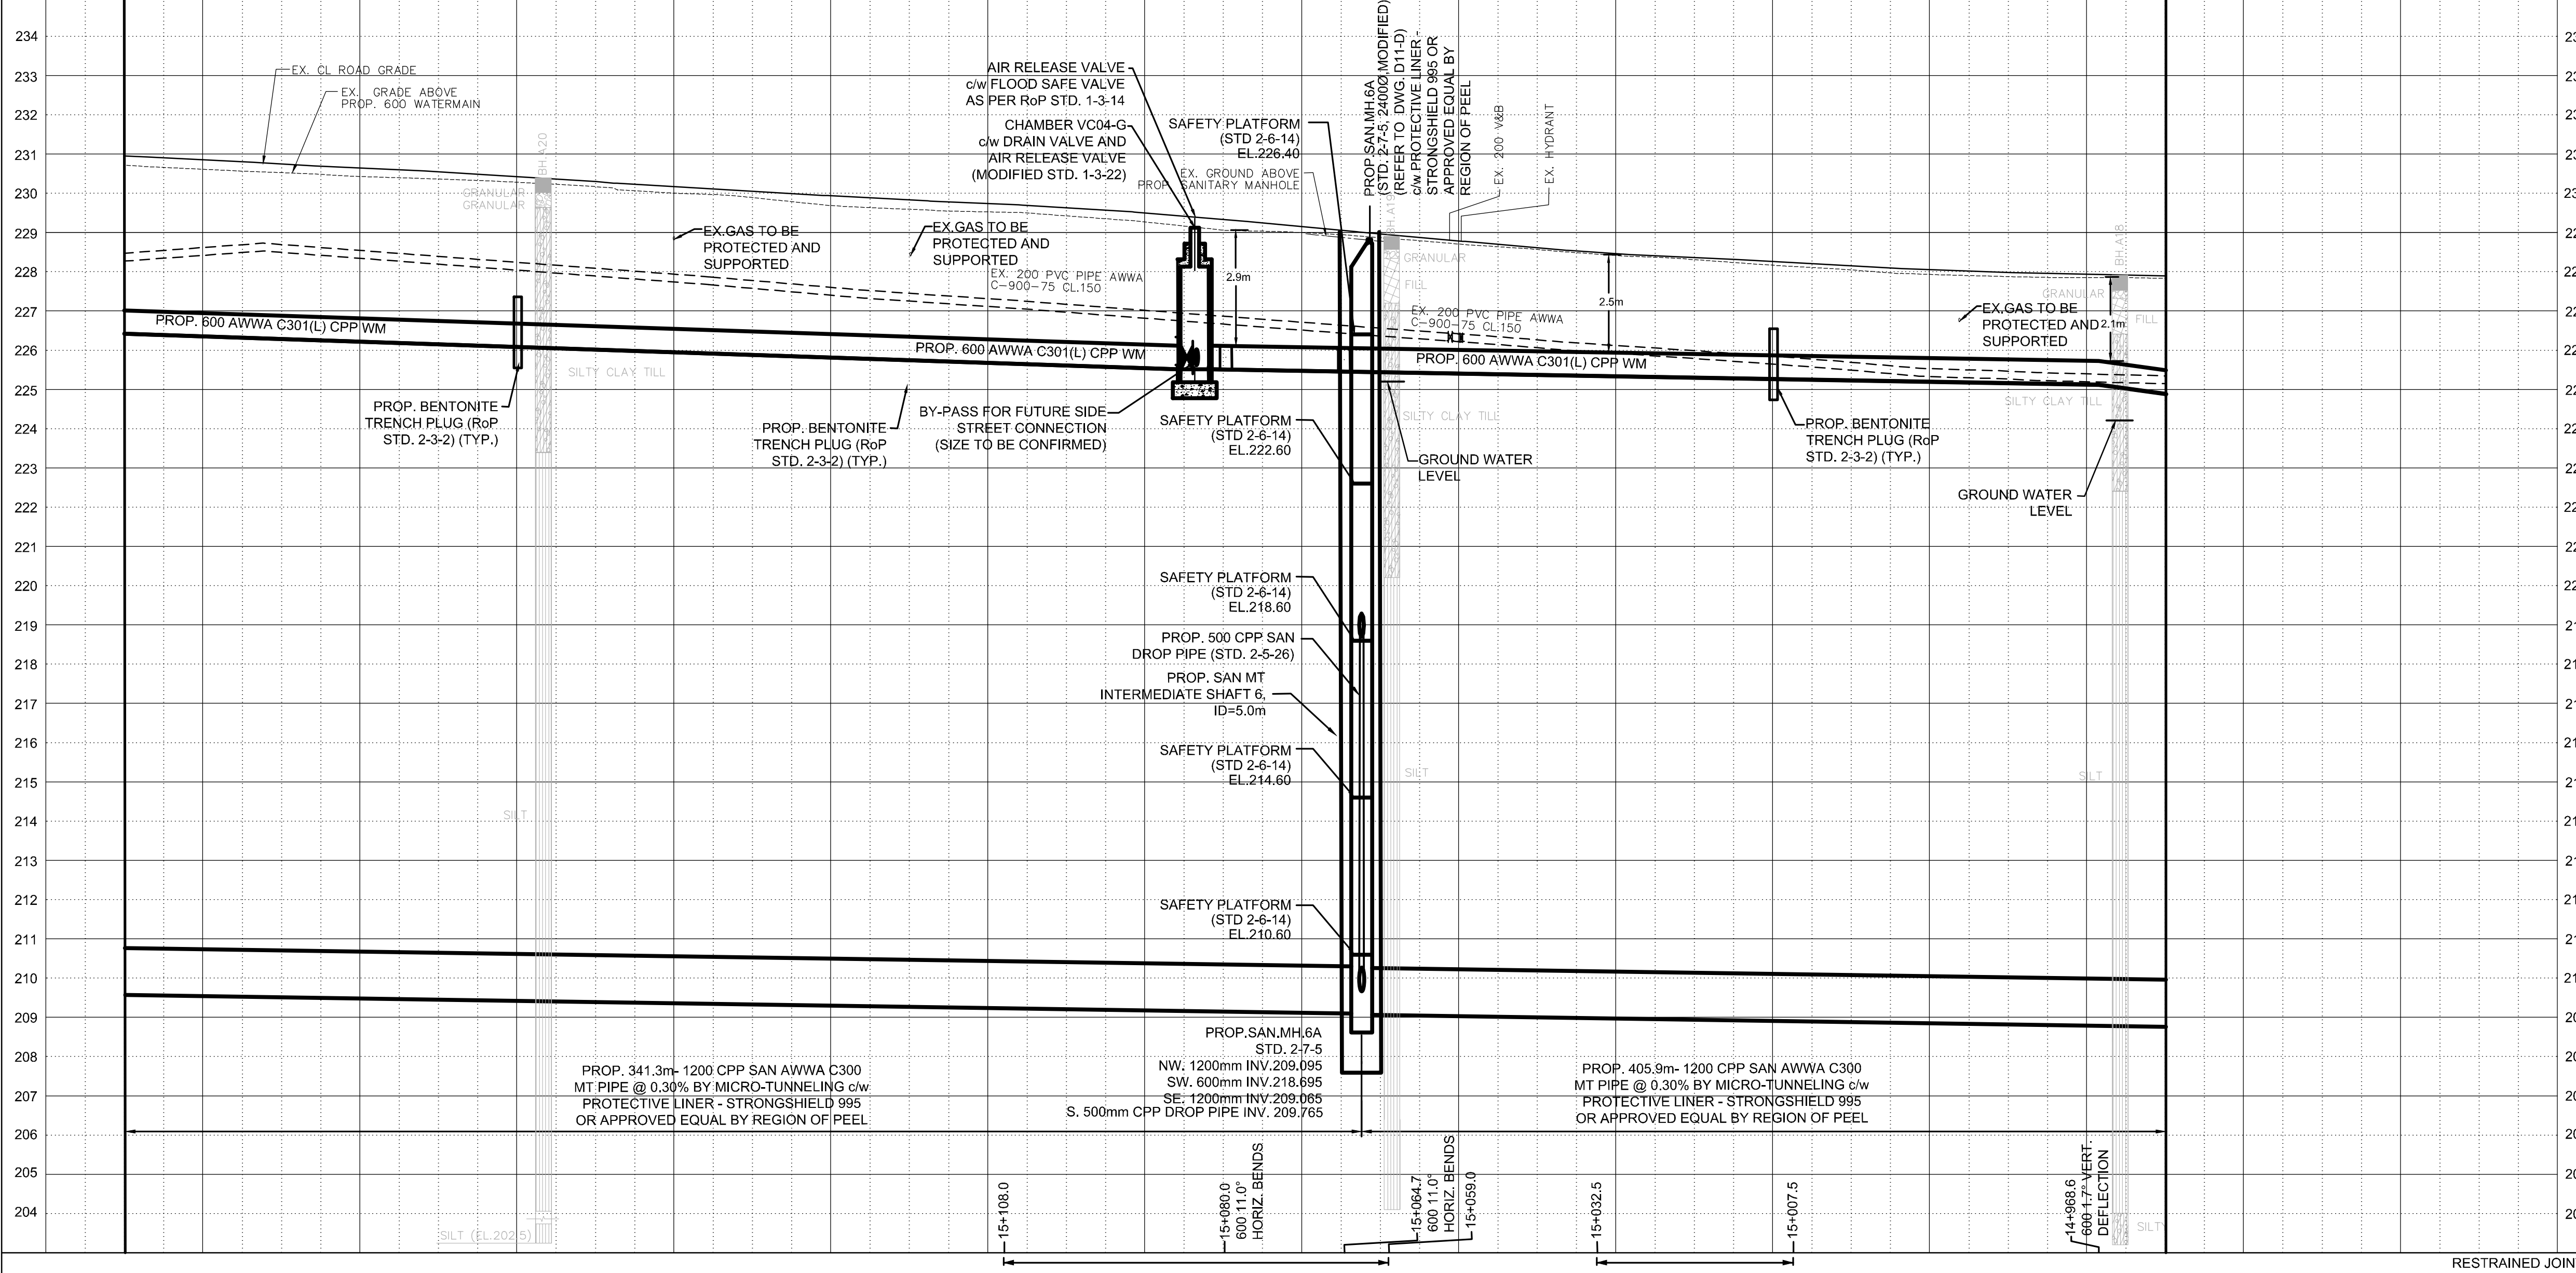 234
233
232
231
230
229
228
227
226
225
224
223
222
221
220
219
218
217
216
215
214
213
212
211
210
209
208
207
206
205
204
EX. CL ROAD GRADE
EX. GRADE ABOVE
PROP. 600 WATERMAIN
BH.A20
GRANULAR
GRANULAR
EX.GAS TO BE
PROTECTED AND
SUPPORTED
EX.GAS TO BE
PROTECTED AND
SUPPORTED
EX. 200 PVC PIPE AWWA
C-900-75 CL.150
AIR RELEASE VALVE
c/w FLOOD SAFE VALVE
AS PER RoP STD. 1-3-14
CHAMBER VC04-G
c/w DRAIN VALVE AND
AIR RELEASE VALVE
(MODIFIED STD. 1-3-22)
SAFETY PLATFORM
(STD 2-6-14)
EL.226.40
EX. GROUND ABOVE
PROP. SANITARY MANHOLE
PROP.SAN.MH.6A
(STD. 2-7-5, 2400Ø,MODIFIED)
(REFER TO DWG. D11-D)
c/w PROTECTIVE LINER -
STRONGSHIELD 995 OR
APPROVED EQUAL BY
REGION OF PEEL
BH.A19
EX. 200 V&B
EX. HYDRANT
GRANULAR
FILL
2.9m
2.5m
EX. 200 PVC PIPE AWWA
C-900-75 CL.150
BH.A18
GRANULAR
FILL
EX.GAS TO BE
PROTECTED AND
SUPPORTED
2.1m
PROP. 600 AWWA C301(L) CPP WM
PROP. 600 AWWA C301(L) CPP WM
PROP. 600 AWWA C301(L) CPP WM
SILTY CLAY TILL
SILTY CLAY TILL
SILTY CLAY TILL
PROP. BENTONITE
TRENCH PLUG (RoP
STD. 2-3-2) (TYP.)
PROP. BENTONITE
TRENCH PLUG (RoP
STD. 2-3-2) (TYP.)
BY-PASS FOR FUTURE SIDE
STREET CONNECTION
(SIZE TO BE CONFIRMED)
SAFETY PLATFORM
(STD 2-6-14)
EL.222.60
GROUND WATER
LEVEL
PROP. BENTONITE
TRENCH PLUG (RoP
STD. 2-3-2) (TYP.)
GROUND WATER
LEVEL
SAFETY PLATFORM
(STD 2-6-14)
EL.218.60
PROP. 500 CPP SAN
DROP PIPE (STD. 2-5-26)
PROP. SAN MT
INTERMEDIATE SHAFT 6,
ID=5.0m
SAFETY PLATFORM
(STD 2-6-14)
EL.214.60
SILT
SILT
SILT
SAFETY PLATFORM
(STD 2-6-14)
EL.210.60
PROP.SAN.MH.6A
STD. 2-7-5
NW. 1200mm INV.209.095
SW. 600mm INV.218.695
SE. 1200mm INV.209.065
S. 500mm CPP DROP PIPE INV. 209.765
PROP. 341.3m- 1200 CPP SAN AWWA C300
MT PIPE @ 0.30% BY MICRO-TUNNELING c/w
PROTECTIVE LINER - STRONGSHIELD 995
OR APPROVED EQUAL BY REGION OF PEEL
PROP. 405.9m- 1200 CPP SAN AWWA C300
MT PIPE @ 0.30% BY MICRO-TUNNELING c/w
PROTECTIVE LINER - STRONGSHIELD 995
OR APPROVED EQUAL BY REGION OF PEEL
SILT (EL.202.5)
15+108.0
15+080.0
600 11.0°
HORIZ. BENDS
15+064.7
600 11.0°
HORIZ. BENDS
15+059.0
15+032.5
15+007.5
14+968.6
600 1.7° VERT.
DEFLECTION
RESTRAINED JOIN